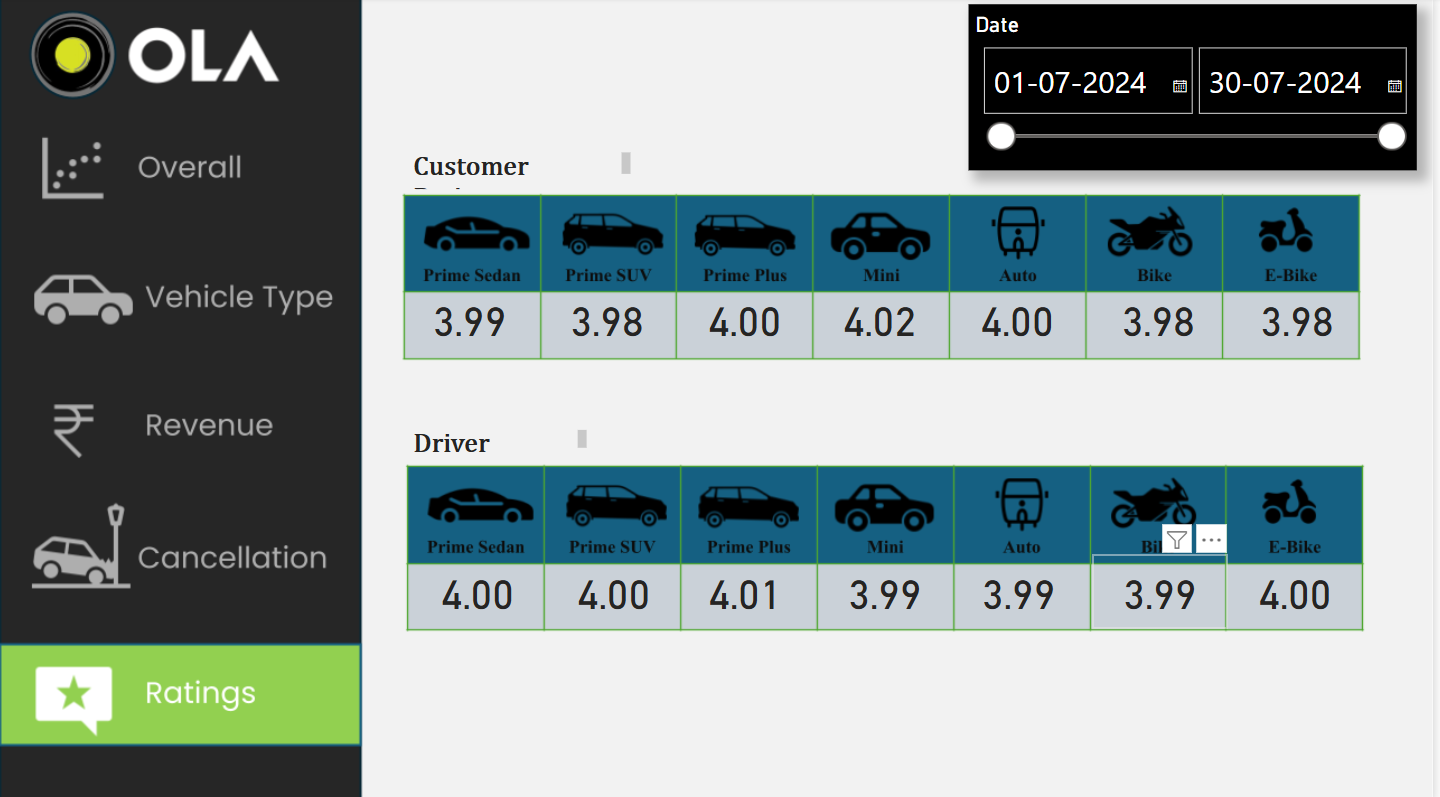 OLA
Overall
Vehicle Type
Revenue
Cancellation
Ratings
Date
01-07-2024 30-07-2024
Customer
Prime Sedan Prime SUV Prime Plus Mini Auto Bike E-Bike
3.99 3.98 4.00 4.02 4.00 3.98 3.98
Driver
Prime Sedan Prime SUV Prime Plus Mini Auto E-Bike
4.00 4.00 4.01 3.99 3.99 3.99 4.00